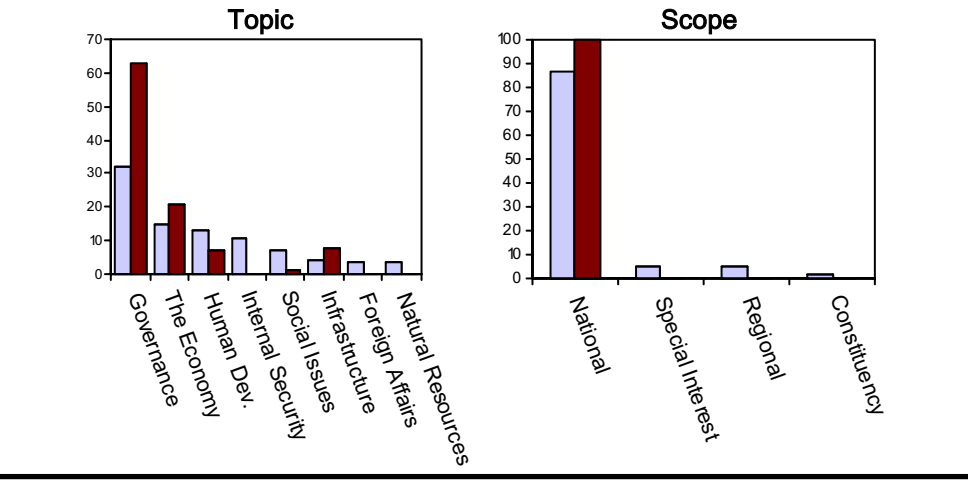 Topic
70
60
50
40
30
20
10
0
Governance
The Economy
Human Dev.
Internal Security
Social Issues
Infrastructure
Foreign Affairs
Natural Resources
Scope
100
90
80
70
60
50
40
30
20
10
0
National
Special Interest
Regional
Constituency